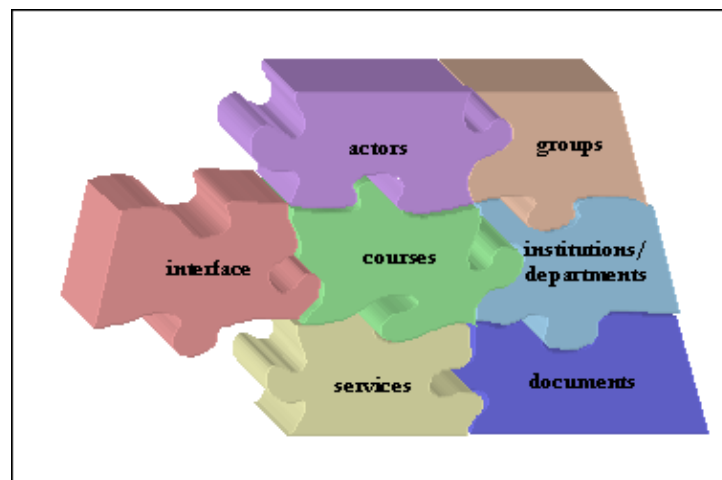 actors
groups
interface
courses
institutions/
departments
services
documents